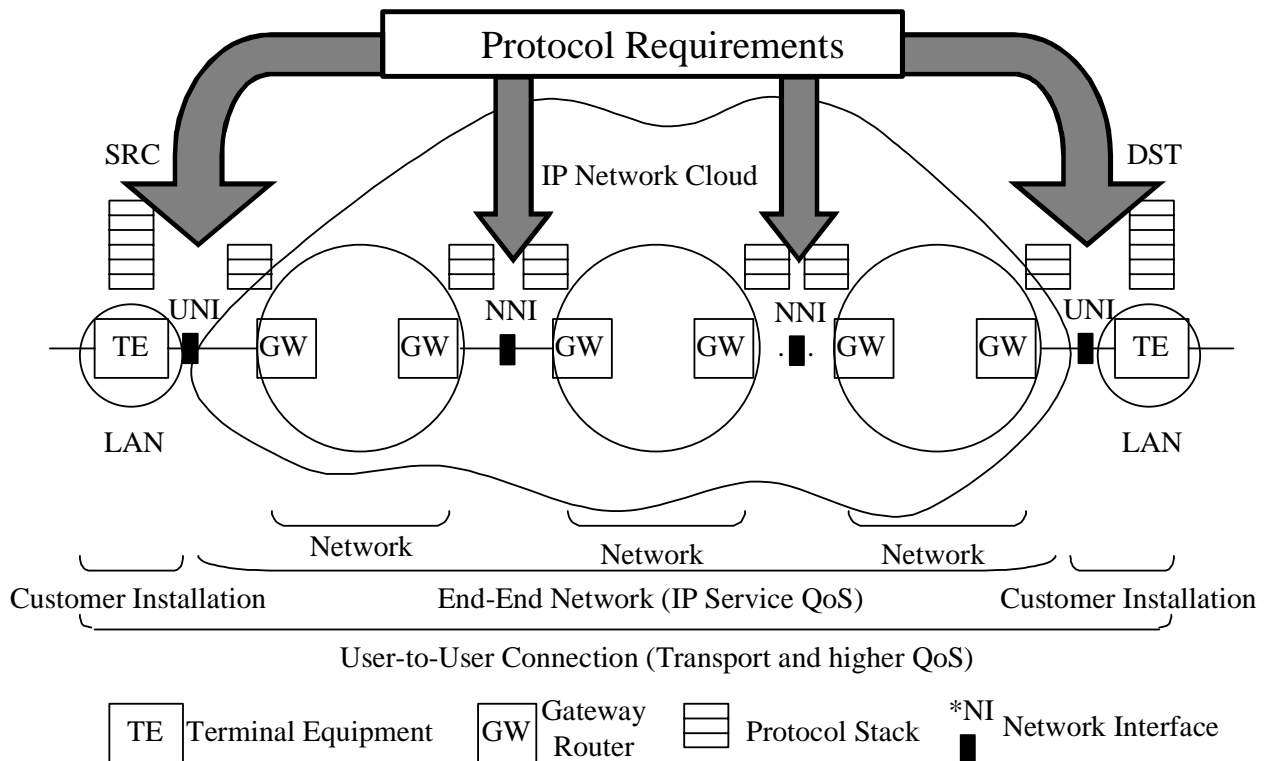 Protocol Requirements
SRC
DST
IP Network Cloud
UNI
NNI
NNI
UNI
TE
GW
GW
GW
GW
GW
GW
TE
LAN
LAN
Network
Network
Network
Customer Installation
End-End Network (IP Service QoS)
Customer Installation
User-to-User Connection (Transport and higher QoS)
TE
Terminal Equipment
GW
Gateway
Router
Protocol Stack
*NI
Network Interface